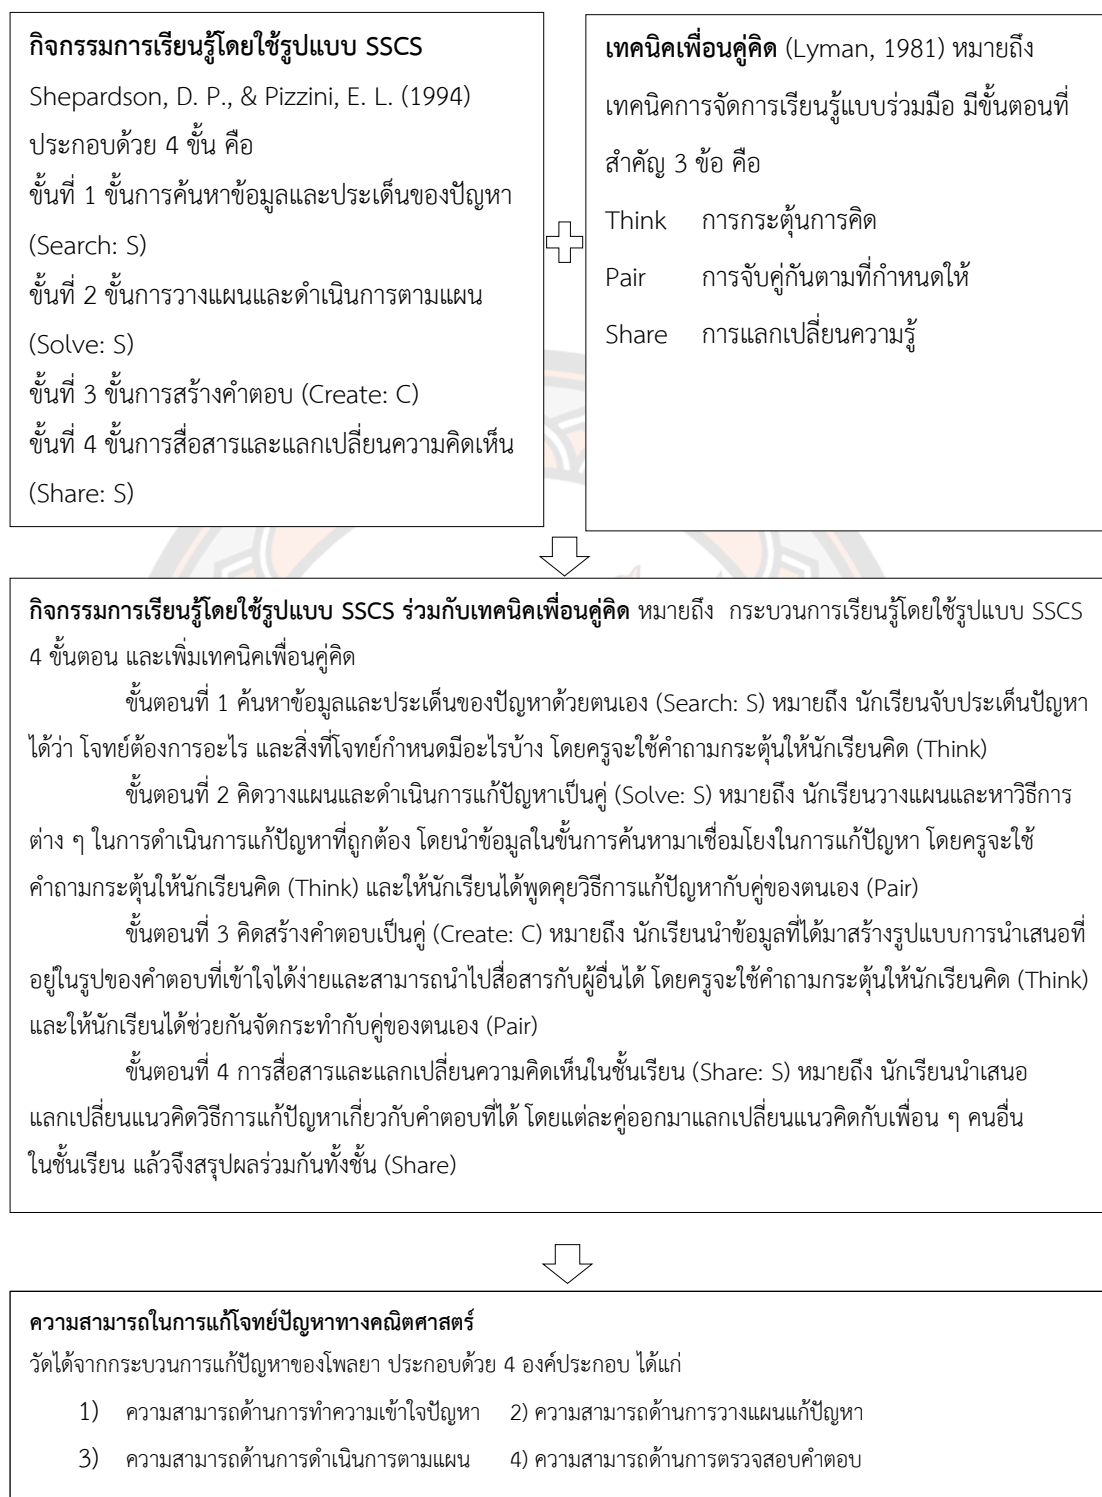 กิจกรรมการเรียนรู้โดยใช้รูปแบบ SSCS
Shepardson, D. P., & Pizzini, E. L. (1994)
ประกอบด้วย 4 ขั้น คือ
ขั้นที่ 1 ขั้นการค้นหาข้อมูลและประเด็นของปัญหา
(Search: S)
ขั้นที่ 2 ขั้นการวางแผนและดำเนินการตามแผน
(Solve: S)
ขั้นที่ 3 ขั้นการสร้างคำตอบ (Create: C)
ขั้นที่ 4 ขั้นการสื่อสารและแลกเปลี่ยนความคิดเห็น
(Share: S)
เทคนิคเพื่อนคู่คิด (Lyman, 1981) หมายถึง
เทคนิคการจัดการเรียนรู้แบบร่วมมือ มีขั้นตอนที่
สำคัญ 3 ข้อ คือ
Think การกระตุ้นการคิด
Pair การจับคู่กันตามที่กำหนดให้
Share การแลกเปลี่ยนความรู้
กิจกรรมการเรียนรู้โดยใช้รูปแบบ SSCS ร่วมกับเทคนิคเพื่อนคู่คิด หมายถึง กระบวนการเรียนรู้โดยใช้รูปแบบ SSCS
4 ขั้นตอน และเพิ่มเทคนิคเพื่อนคู่คิด
ขั้นตอนที่ 1 ค้นหาข้อมูลและประเด็นของปัญหาด้วยตนเอง (Search: S) หมายถึง นักเรียนจับประเด็นปัญหา
ได้ว่า โจทย์ต้องการอะไร และสิ่งที่โจทย์กำหนดมีอะไรบ้าง โดยครูจะใช้คำถามกระตุ้นให้นักเรียนคิด (Think)
ขั้นตอนที่ 2 คิดวางแผนและดำเนินการแก้ปัญหาเป็นคู่ (Solve: S) หมายถึง นักเรียนวางแผนและหาวิธีการ
ต่าง ๆ ในการดำเนินการแก้ปัญหาที่ถูกต้อง โดยนำข้อมูลในขั้นการค้นหามาเชื่อมโยงในการแก้ปัญหา โดยครูจะใช้
คำถามกระตุ้นให้นักเรียนคิด (Think) และให้นักเรียนได้พูดคุยวิธีการแก้ปัญหากับคู่ของตนเอง (Pair)
ขั้นตอนที่ 3 คิดสร้างคำตอบเป็นคู่ (Create: C) หมายถึง นักเรียนนำข้อมูลที่ได้มาสร้างรูปแบบการนำเสนอที่
อยู่ในรูปของคำตอบที่เข้าใจได้ง่ายและสามารถนำไปสื่อสารกับผู้อื่นได้ โดยครูจะใช้คำถามกระตุ้นให้นักเรียนคิด (Think)
และให้นักเรียนได้ช่วยกันจัดกระทำกับคู่ของตนเอง (Pair)
ขั้นตอนที่ 4 การสื่อสารและแลกเปลี่ยนความคิดเห็นในชั้นเรียน (Share: S) หมายถึง นักเรียนนำเสนอ
แลกเปลี่ยนแนวคิดวิธีการแก้ปัญหาเกี่ยวกับคำตอบที่ได้ โดยแต่ละคู่ออกมาแลกเปลี่ยนแนวคิดกับเพื่อน ๆ คนอื่น
ในชั้นเรียน แล้วจึงสรุปผลร่วมกันทั้งชั้น (Share)
ความสามารถในการแก้โจทย์ปัญหาทางคณิตศาสตร์
วัดได้จากกระบวนการแก้ปัญหาของโพลยา ประกอบด้วย 4 องค์ประกอบ ได้แก่
1) ความสามารถด้านการทำความเข้าใจปัญหา 2) ความสามารถด้านการวางแผนแก้ปัญหา
3) ความสามารถด้านการดำเนินการตามแผน 4) ความสามารถด้านการตรวจสอบคำตอบ